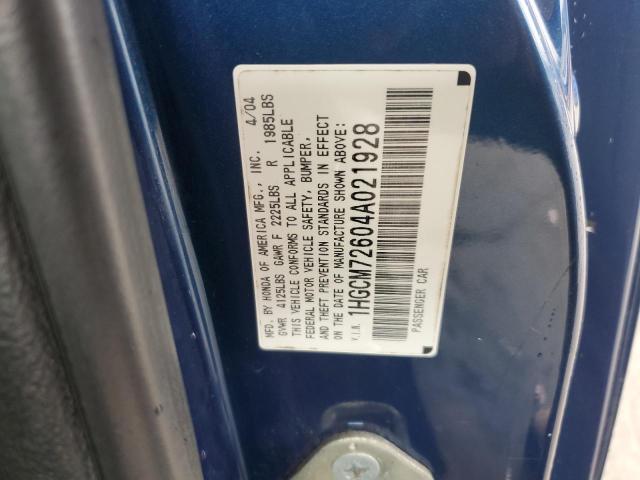 MFD. BY HONDA OF AMERICA MFG., INC. 4/04
GVWR 4125LBS GAWR F 2225LBS R 1985LBS
THIS VEHICLE CONFORMS TO ALL APPLICABLE
FEDERAL MOTOR VEHICLE SAFETY, BUMPER,
AND THEFT PREVENTION STANDARDS IN EFFECT
ON THE DATE OF MANUFACTURE SHOWN ABOVE:
V.I.N. 1HGCM72604A021928
PASSENGER CAR